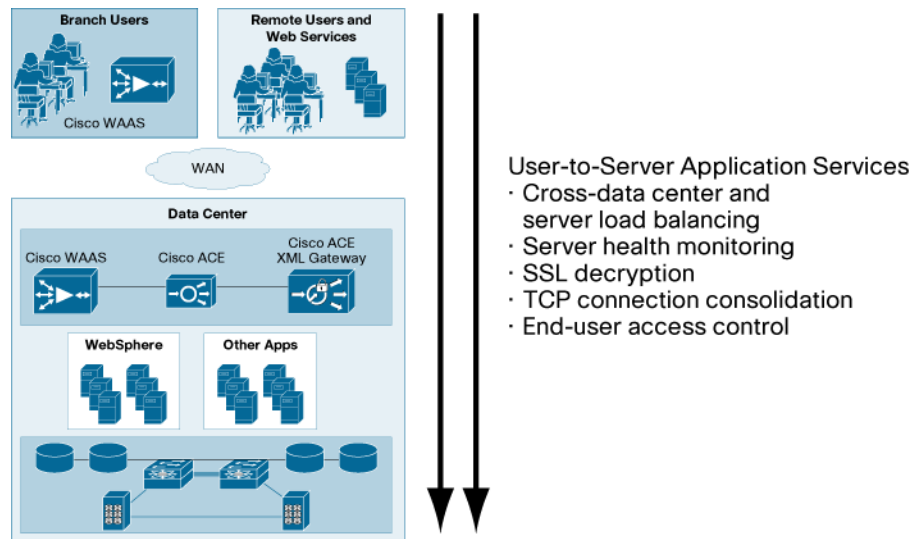 Branch Users
Cisco WAAS
Remote Users and
Web Services
WAN
Data Center
Cisco WAAS
Cisco ACE
Cisco ACE
XML Gateway
WebSphere
Other Apps
User-to-Server Application Services
· Cross-data center and
server load balancing
· Server health monitoring
· SSL decryption
· TCP connection consolidation
· End-user access control